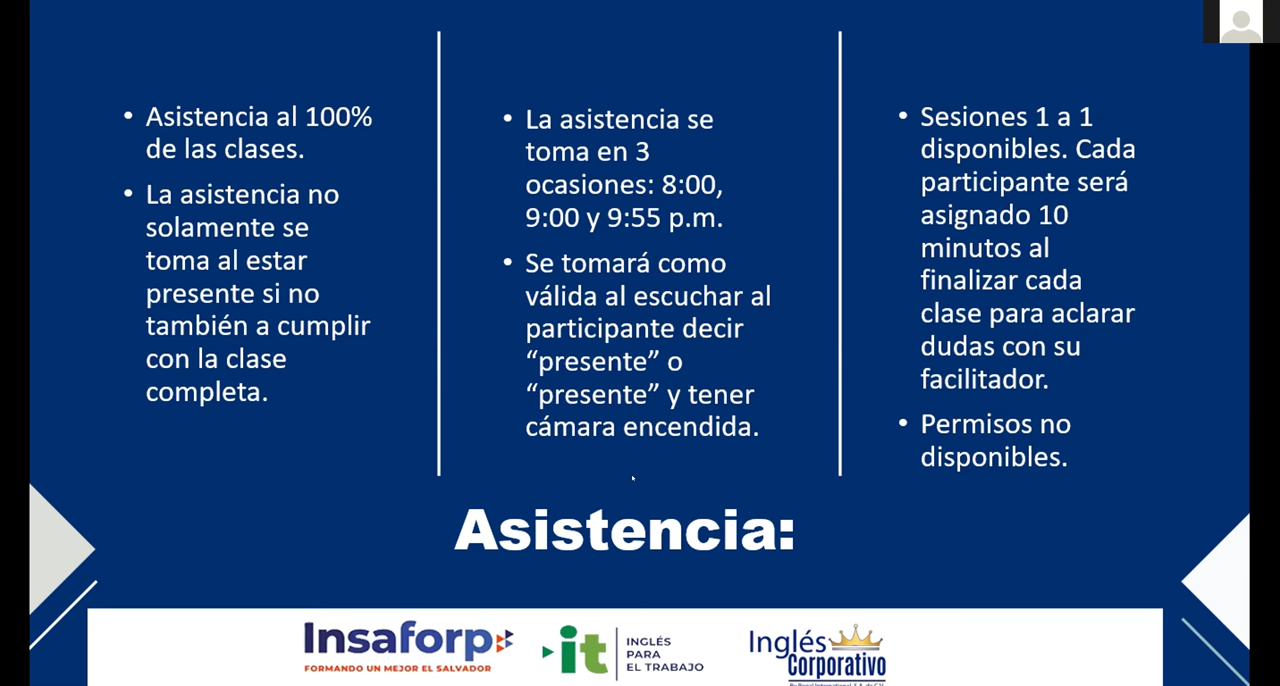 • Asistencia al 100%
de las clases.
• La asistencia no
solamente se
toma al estar
presente si no
también a cumplir
con la clase
completa.
• La asistencia se
toma en 3
ocasiones: 8:00,
9:00 y 9:55 p.m.
• Se tomará como
válida al escuchar al
participante decir
“presente” o
“presente” y tener
cámara encendida.
• Sesiones 1 a 1
disponibles. Cada
participante será
asignado 10
minutos al
finalizar cada
clase para aclarar
dudas con su
facilitador.
• Permisos no
disponibles.
Asistencia:
Insaforp
FORMANDO UN MEJOR EL SALVADOR
it
INGLÉS
PARA
EL TRABAJO
Inglés
Corporativo